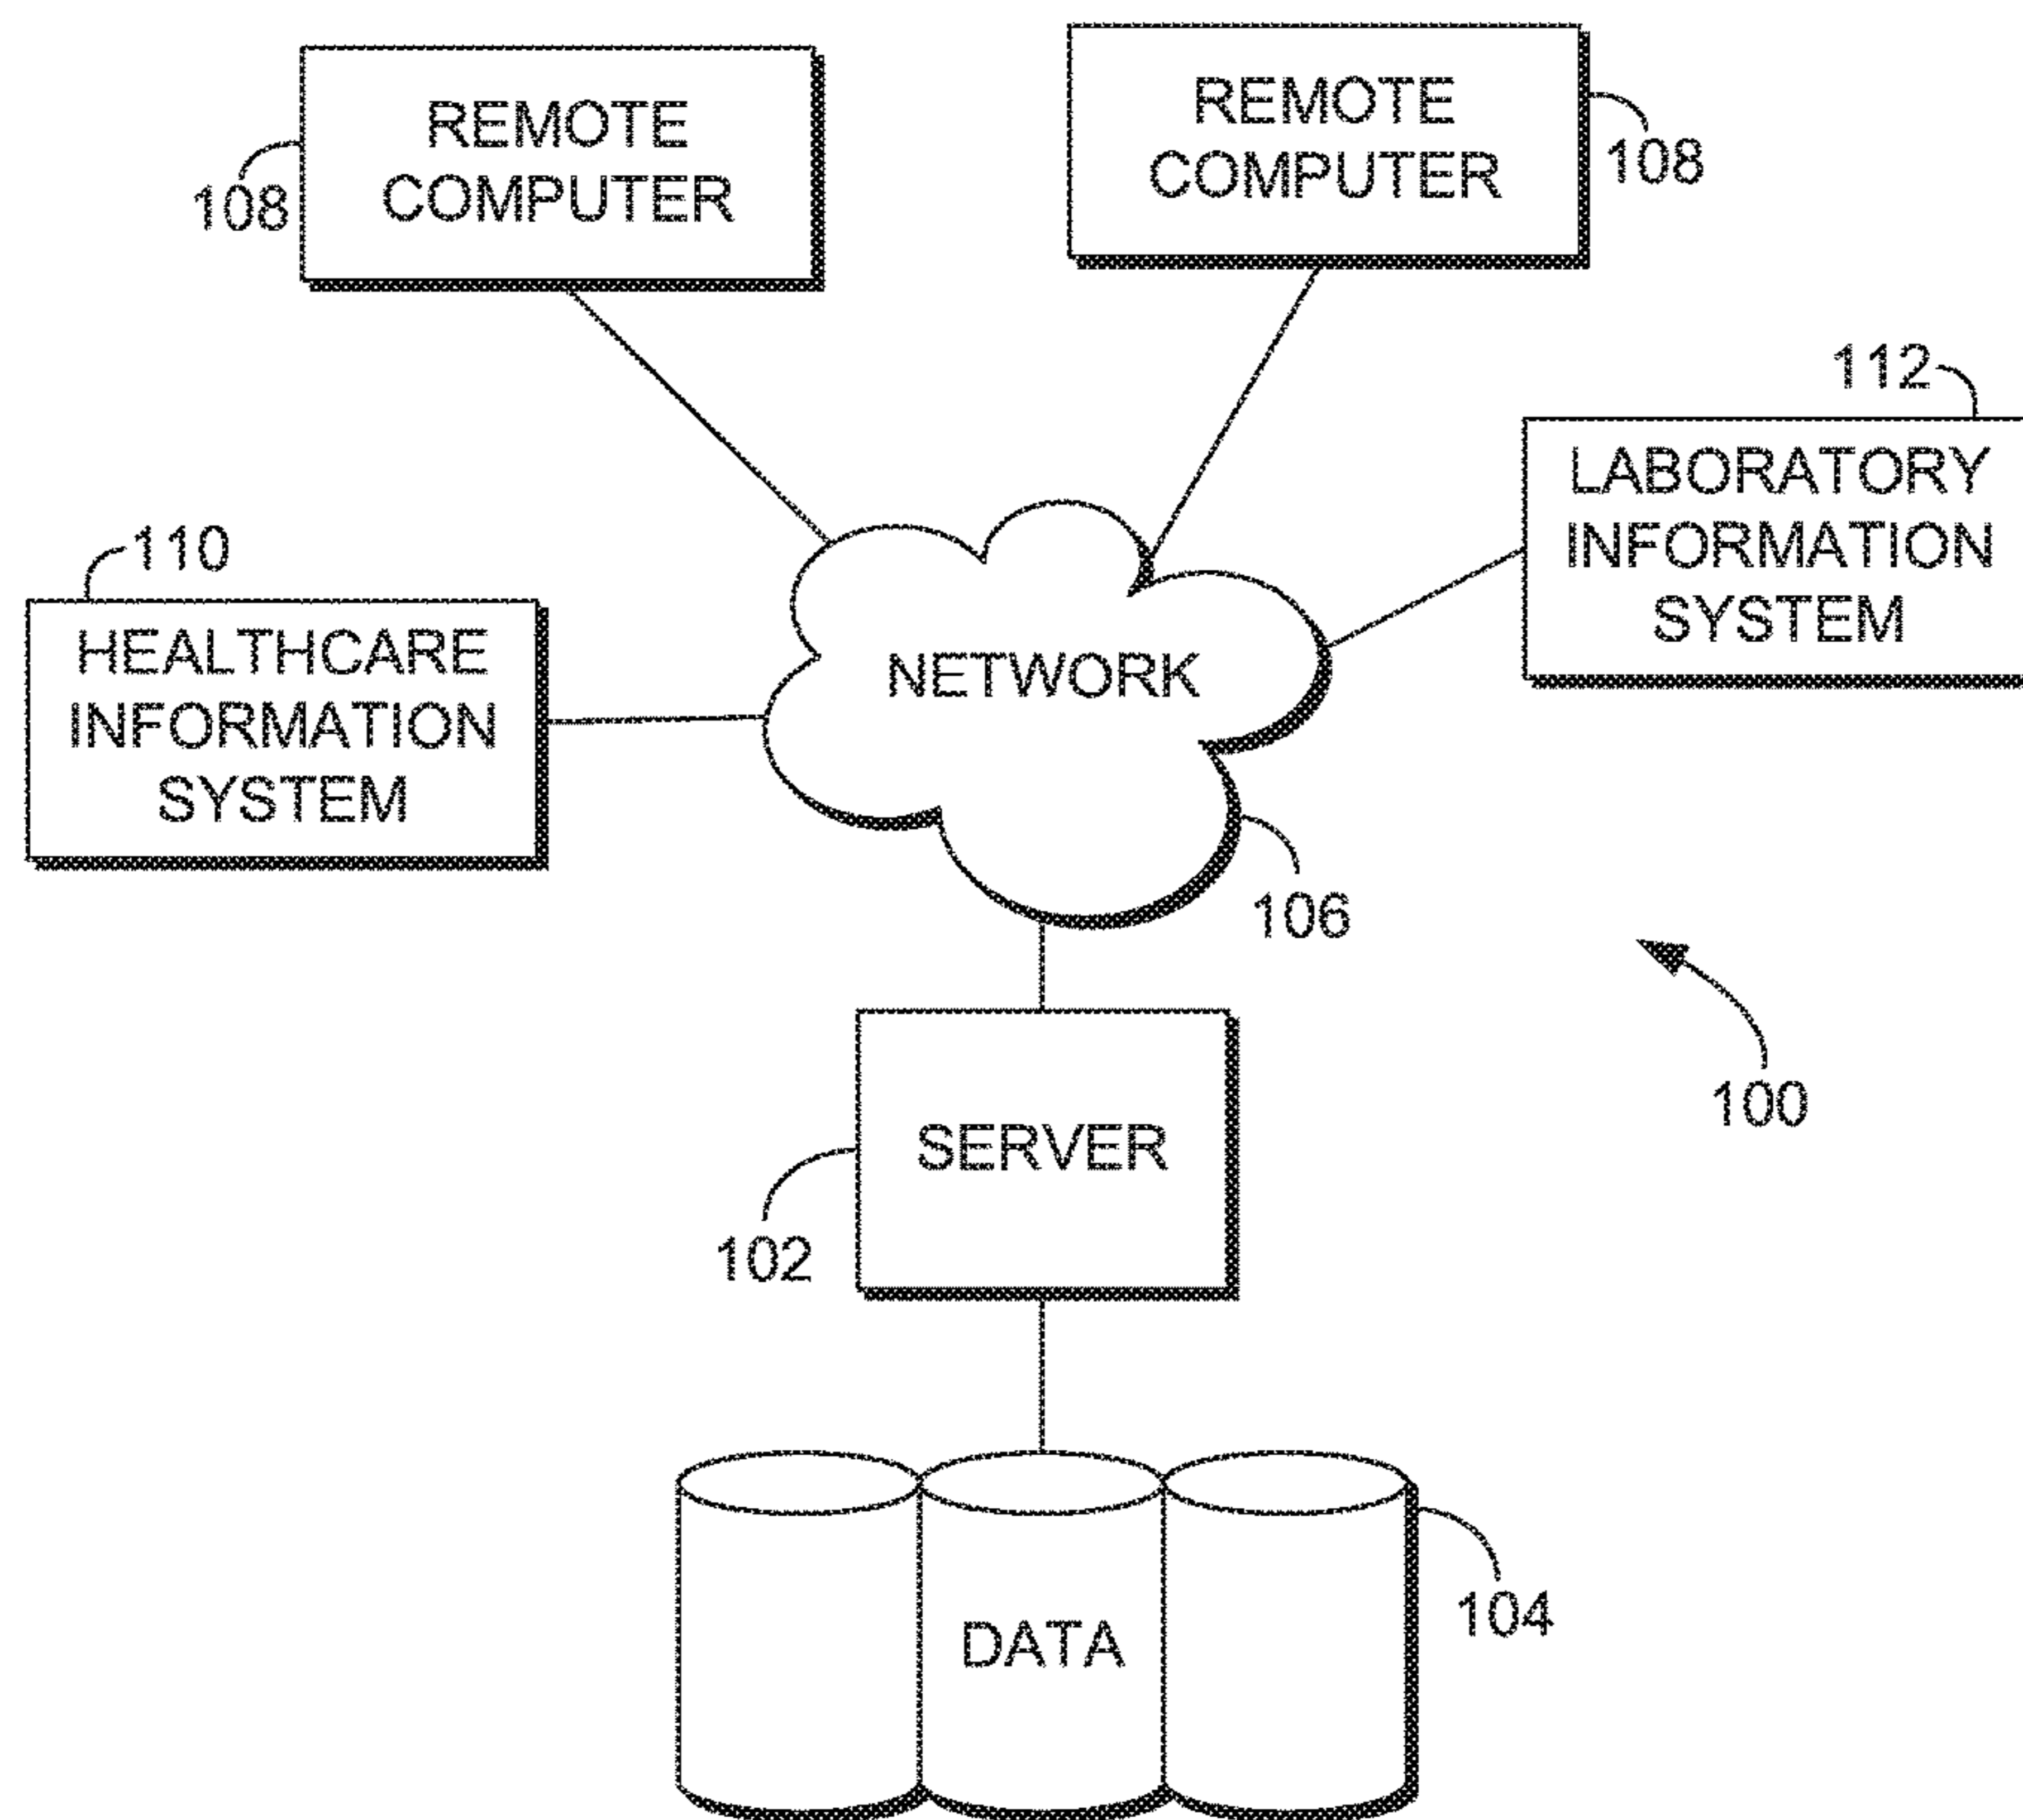 REMOTE
COMPUTER
108
REMOTE
COMPUTER
108
112
LABORATORY
INFORMATION
SYSTEM
110
HEALTHCARE
INFORMATION
SYSTEM
NETWORK
106
100
SERVER
102
DATA
104